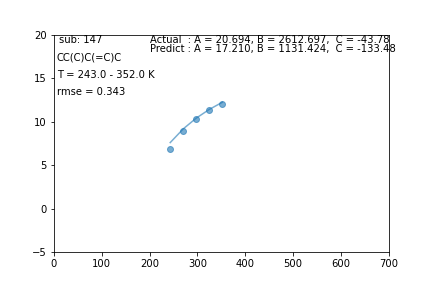 sub: 147
Actual : A = 20.694, B = 2612.697, C = -43.78
Predict : A = 17.210, B = 1131.424, C = -133.48
CC(C)C(=C)C
T = 243.0 - 352.0 K
rmse = 0.343
20
15
10
5
0
−5
0 100 200 300 400 500 600 700